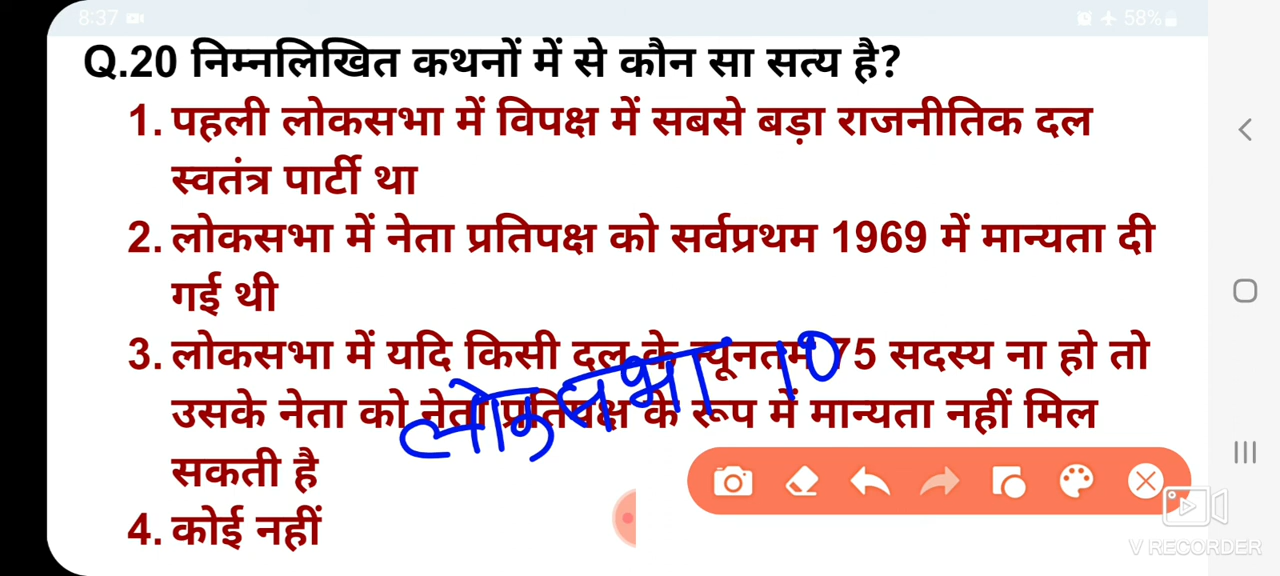 8:37
58%
Q.20 निम्नलिखित कथनों में से कौन सा सत्य है?
1. पहली लोकसभा में विपक्ष में सबसे बड़ा राजनीतिक दल
स्वतंत्र पार्टी था
2. लोकसभा में नेता प्रतिपक्ष को सर्वप्रथम 1969 में मान्यता दी
गई थी
3. लोकसभा में यदि किसी दल के न्यूनतम 75 सदस्य ना हो तो
उसके नेता को नेता प्रतिपक्ष के रूप में मान्यता नहीं मिल
लोकसभा 10
सकती है
4. कोई नहीं
V RECORDER